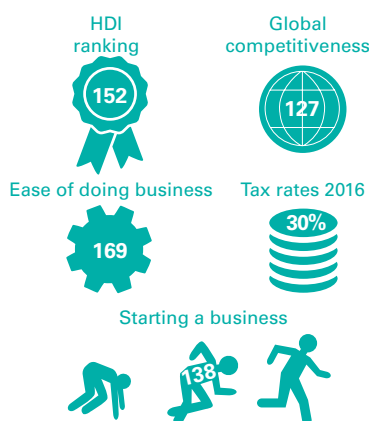 HDI
ranking
152
Global
competitiveness
127
Ease of doing business
169
Tax rates 2016
30%
Starting a business
138